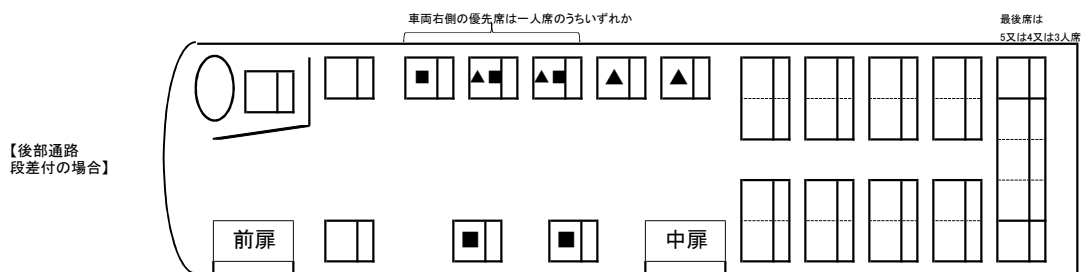 車両右側の優先席は一人席のうちいずれか
最後席は
5又は4又は3人席
【後部通路
段差付の場合】
前扉
中扉